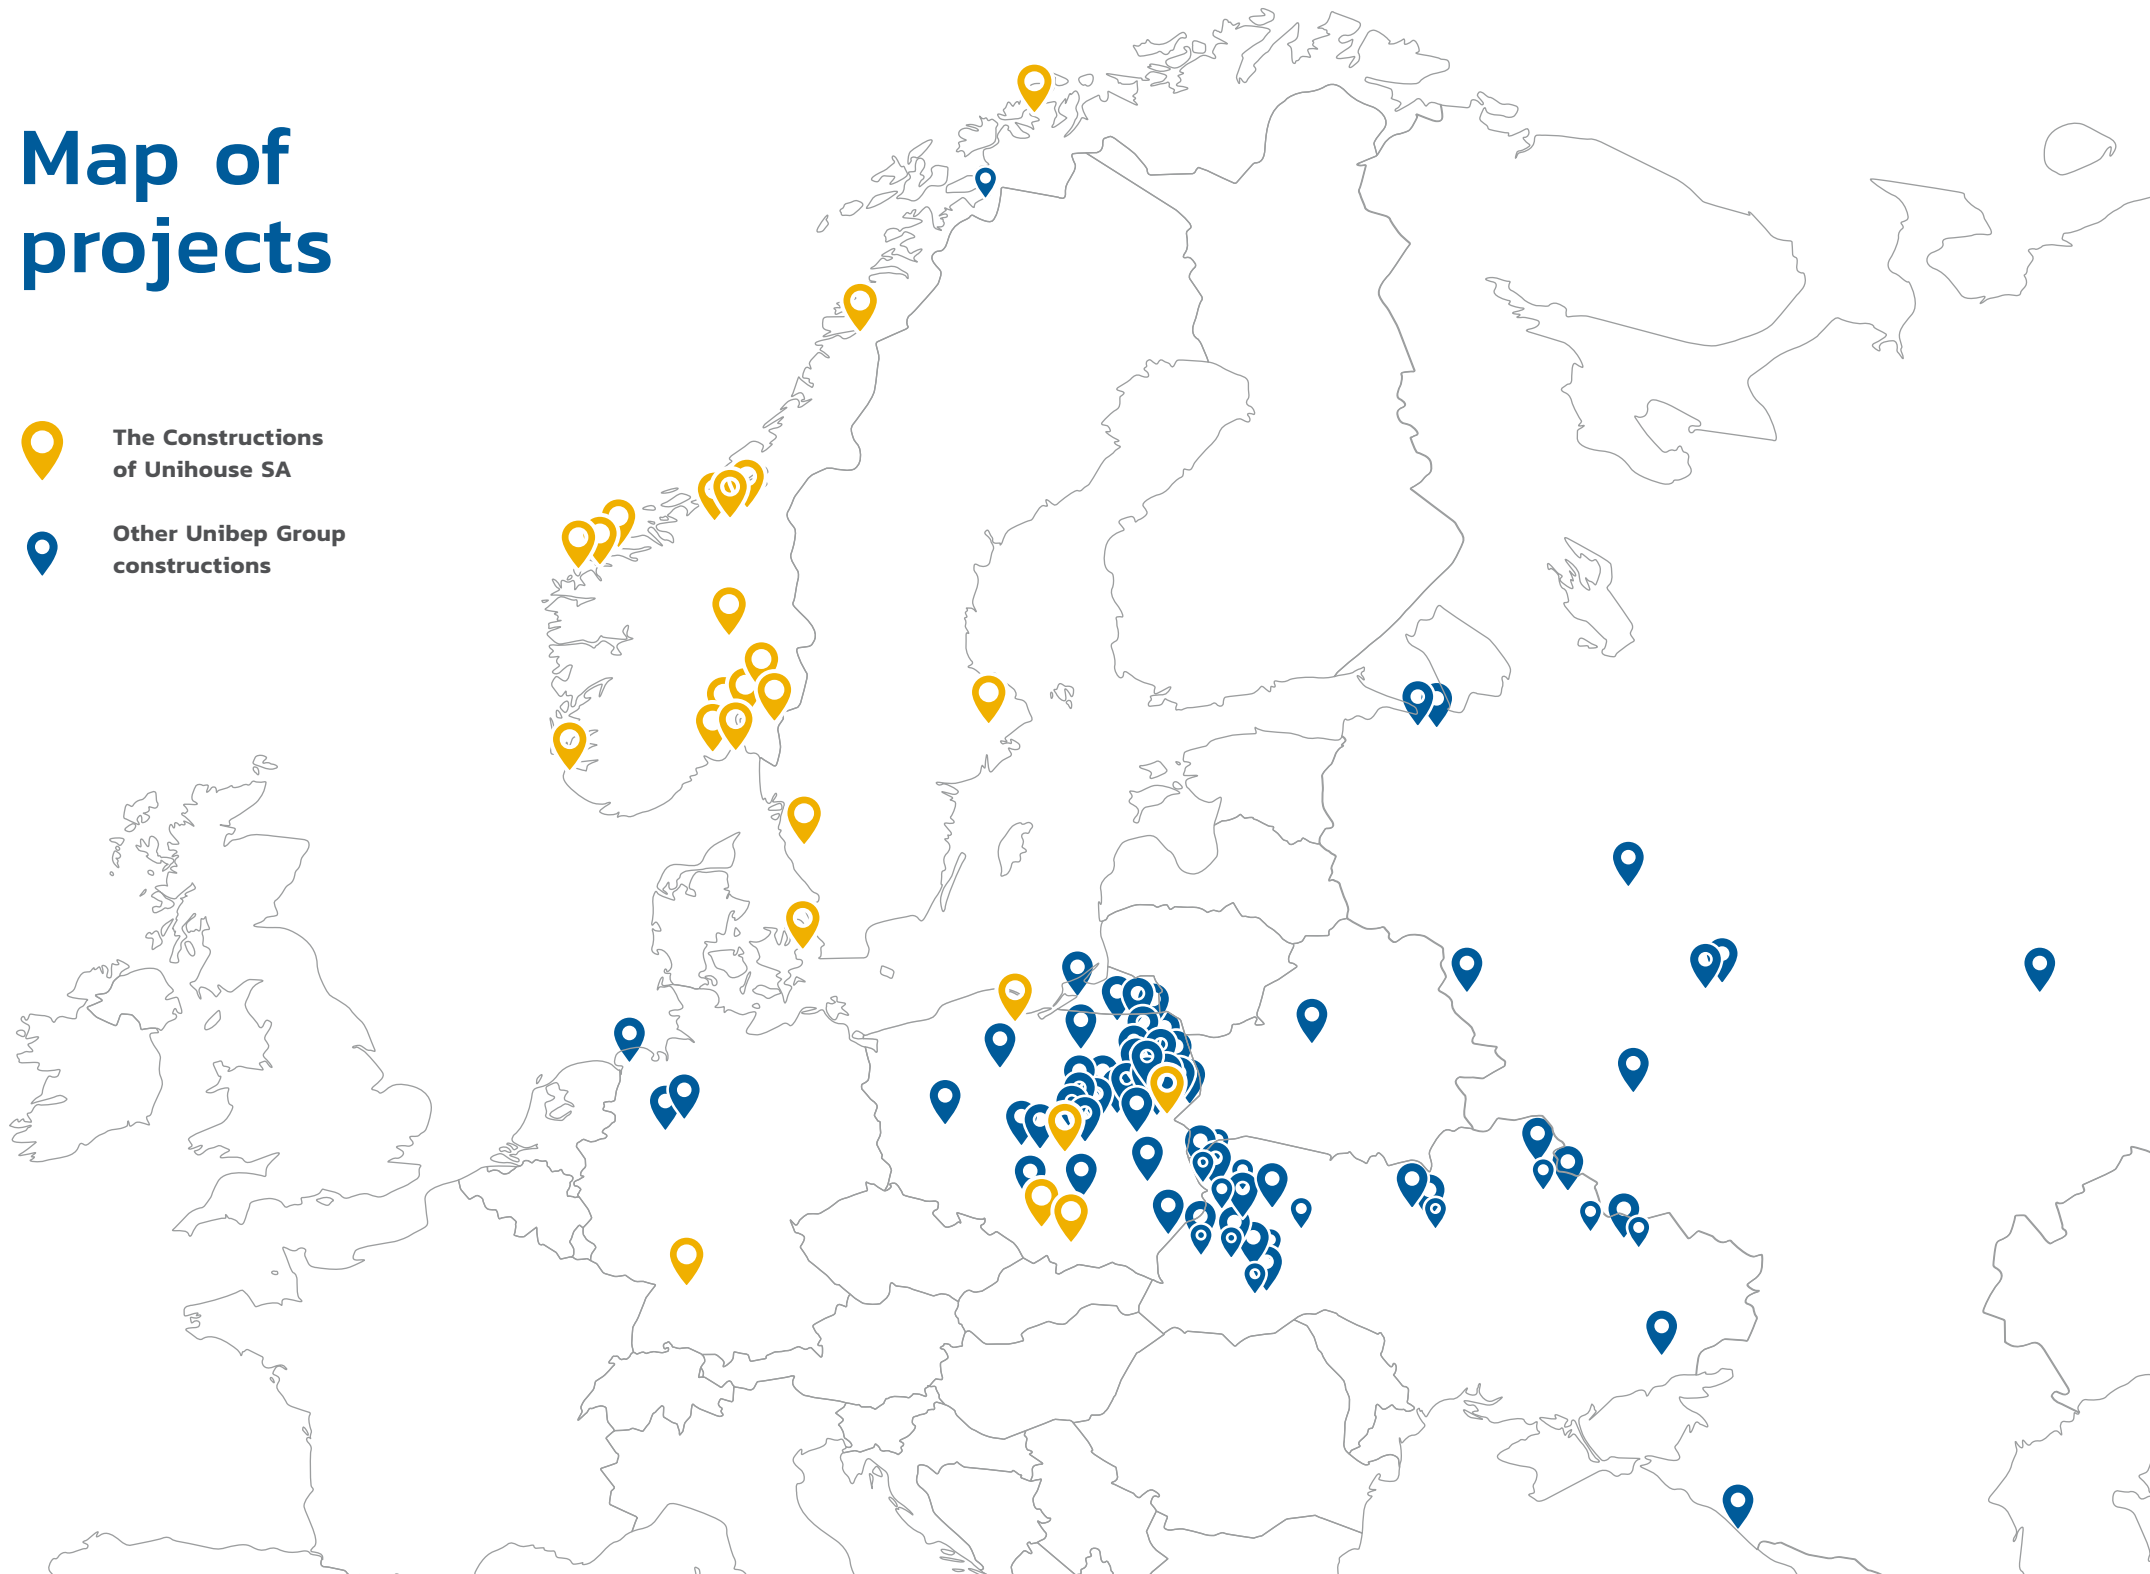 Map of
projects
The Constructions
of Unihouse SA
Other Unibep Group
constructions